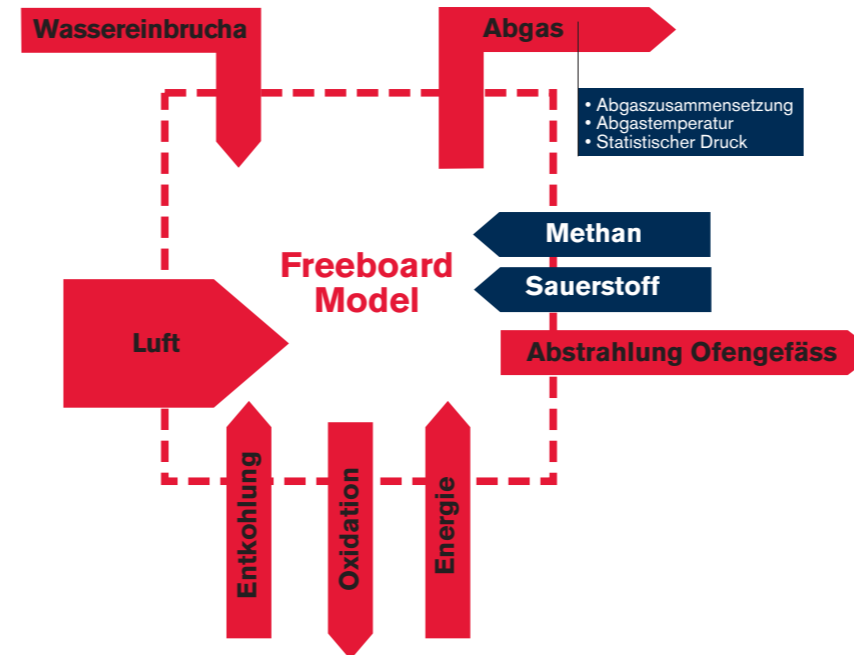 Wassereinbrucha
Abgas
• Abgaszusammensetzung
• Abgastemperatur
• Statistischer Druck
Methan
Sauerstoff
Freeboard
Model
Luft
Abstrahlung Ofengefäss
Entkohlung
Oxidation
Energie